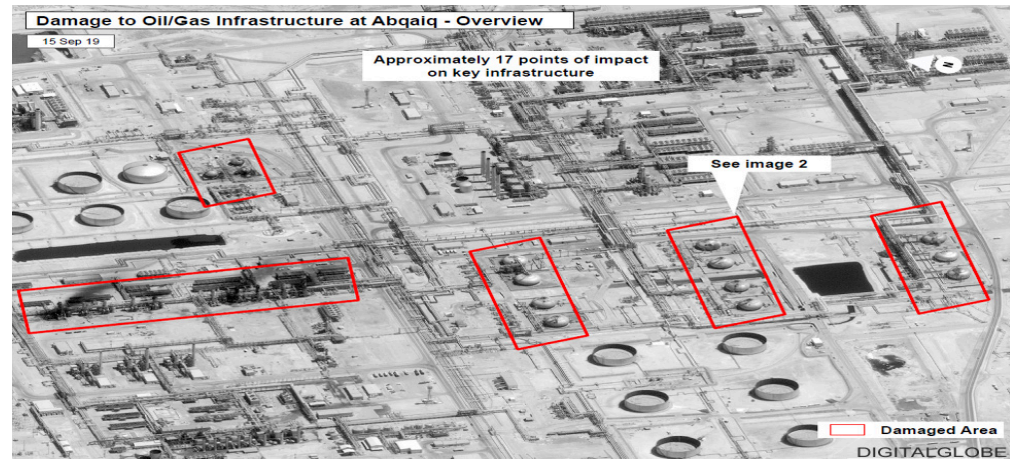 Damage to Oil/Gas Infrastructure at Abqaiq - Overview
15 Sep 19
Approximately 17 points of impact
on key infrastructure
N
See image 2
Damaged Area
DIGITALGLOBE